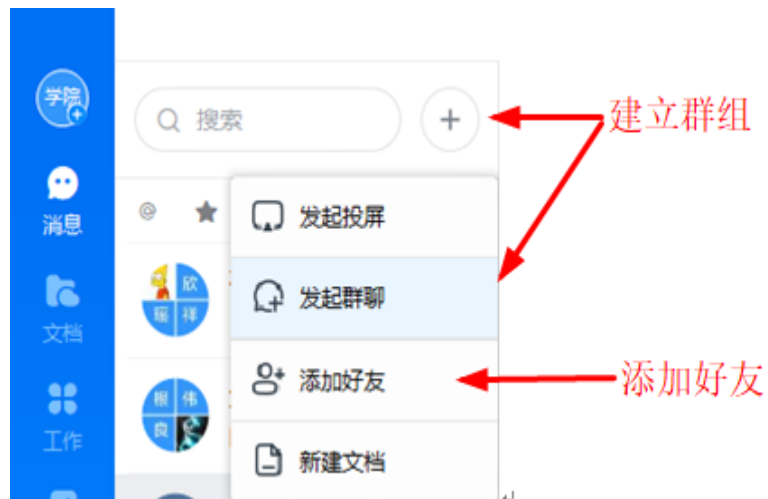 学院
搜索
建立群组
消息
发起投屏
欣
瑶 祥
发起群聊
文档
添加好友
添加好友
根 伟
良
工作
新建文档